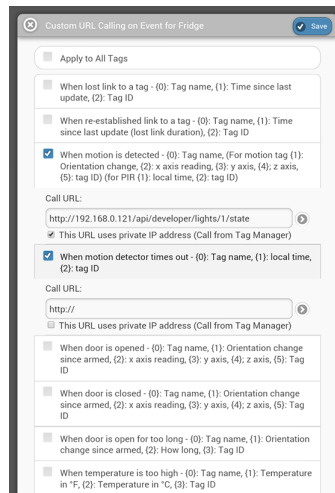 Custom URL Calling on Event for Fridge
Save
Apply to All Tags
When lost link to a tag - {0}: Tag name, {1}: Time since last
update, {2}: Tag ID
When re-established link to a tag - {0}: Tag name, {1}: Time
since last update (lost link duration), {2}: Tag ID
When motion is detected - {0}: Tag name, (For motion tag {1}:
Orientation change, {2}: x axis reading, {3}: y axis, {4}; z axis,
{5}: tag ID) (for PIR {1}: local time, {2}: tag ID)
Call URL:
http://192.168.0.121/api/developer/lights/1/state
This URL uses private IP address (Call from Tag Manager)
When motion detector times out - {0}: Tag name, {1}: local time,
{2}: tag ID
Call URL:
http://
This URL uses private IP address (Call from Tag Manager)
When door is opened - {0}: Tag name, {1}: Orientation change
since armed, {2}: x axis reading, {3}: y axis, {4}; z axis, {5}: Tag
ID
When door is closed - {0}: Tag name, {1}: Orientation change
since armed, {2}: x axis reading, {3}: y axis, {4}; z axis, {5}: Tag
ID
When door is open for too long - {0}: Tag name, {1}: Orientation
change since armed, {2}: How long, {3}: Tag ID
When temperature is too high - {0}: Tag name, {1}: Temperature
in °F, {2}: Temperature in °C, {3}: Tag ID